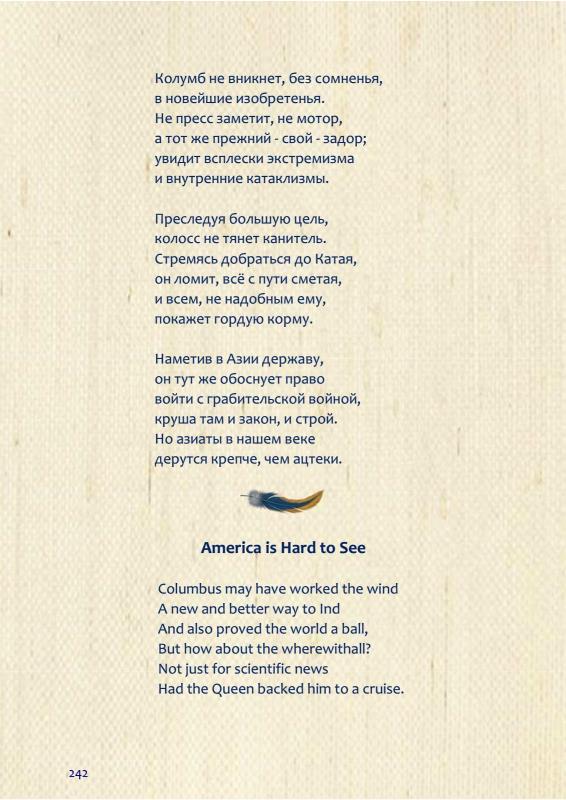 Колумб не вникнет, без сомненья,
в новейшие изобретенья.
Не пресс заметит, не мотор,
а тот же прежний - свой - задор;
увидит всплески экстремизма
и внутренние катаклизмы.
Преследуя большую цель,
колосс не тянет канитель.
Стремясь добраться до Катая,
он ломит, всё с пути сметая,
и всем, не надобным ему,
покажет гордую корму.
Наметив в Азии державу,
он тут же обоснует право
войти с грабительской войной,
круша там и закон, и строй.
Но азиаты в нашем веке
дерутся крепче, чем ацтеки.
America is Hard to See
Columbus may have worked the wind
A new and better way to Ind
And also proved the world a ball,
But how about the wherewithall?
Not just for scientific news
Had the Queen backed him to a cruise.
242